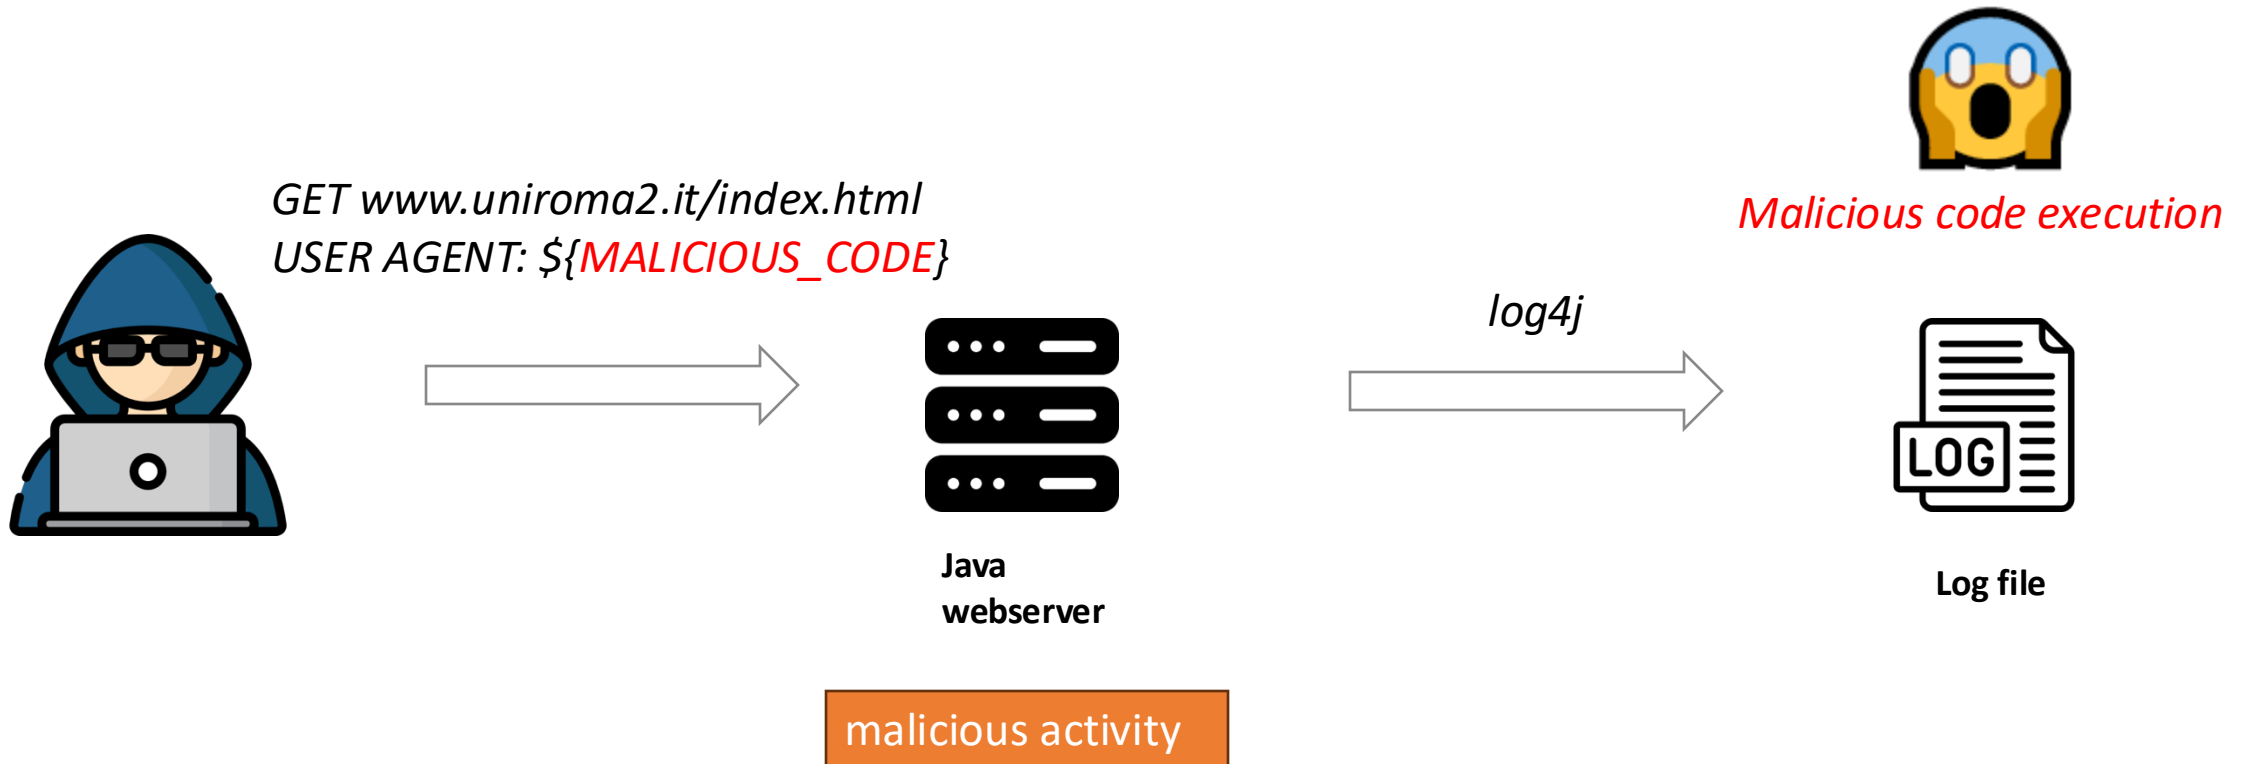 GET www.uniroma2.it/index.html
USER AGENT: ${MALICIOUS_CODE}
Malicious code execution
log4j
LOG
Java
webserver
Log file
malicious activity